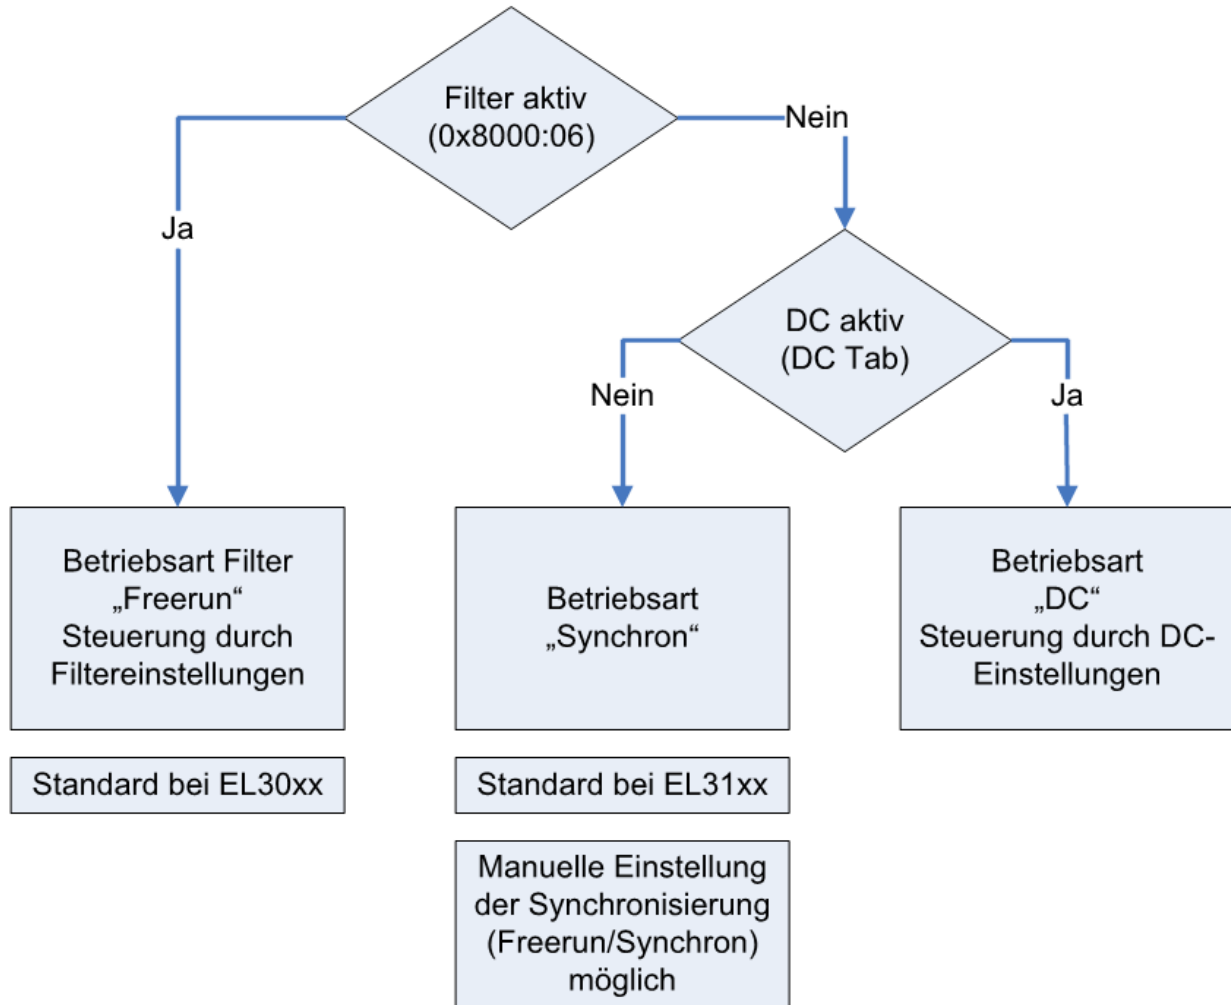 Filter aktiv
(0x8000:06)
Nein
Ja
DC aktiv
(DC Tab)
Nein
Ja
Betriebsart Filter
„Freerun“
Steuerung durch
Filtereinstellungen
Betriebsart
„Synchron“
Betriebsart
„DC“
Steuerung durch DC-
Einstellungen
Standard bei EL30xx
Standard bei EL31xx
Manuelle Einstellung
der Synchronisierung
(Freerun/Synchron)
möglich